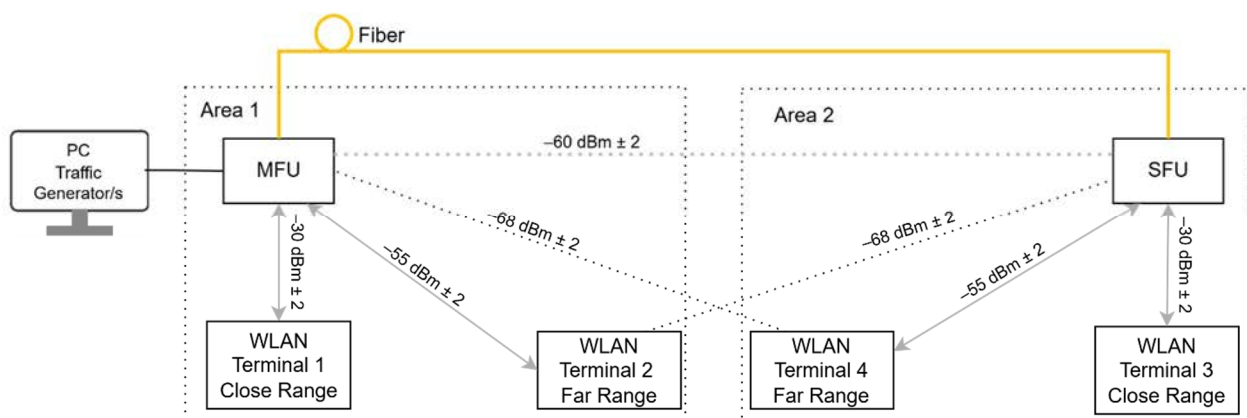 Fiber
Area 1
Area 2
PC
Traffic
Generator/s
MFU
–60 dBm ± 2
SFU
–30 dBm ± 2
–55 dBm ± 2
–68 dBm ± 2
–68 dBm ± 2
–55 dBm ± 2
–30 dBm ± 2
WLAN
Terminal 1
Close Range
WLAN
Terminal 2
Far Range
WLAN
Terminal 4
Far Range
WLAN
Terminal 3
Close Range